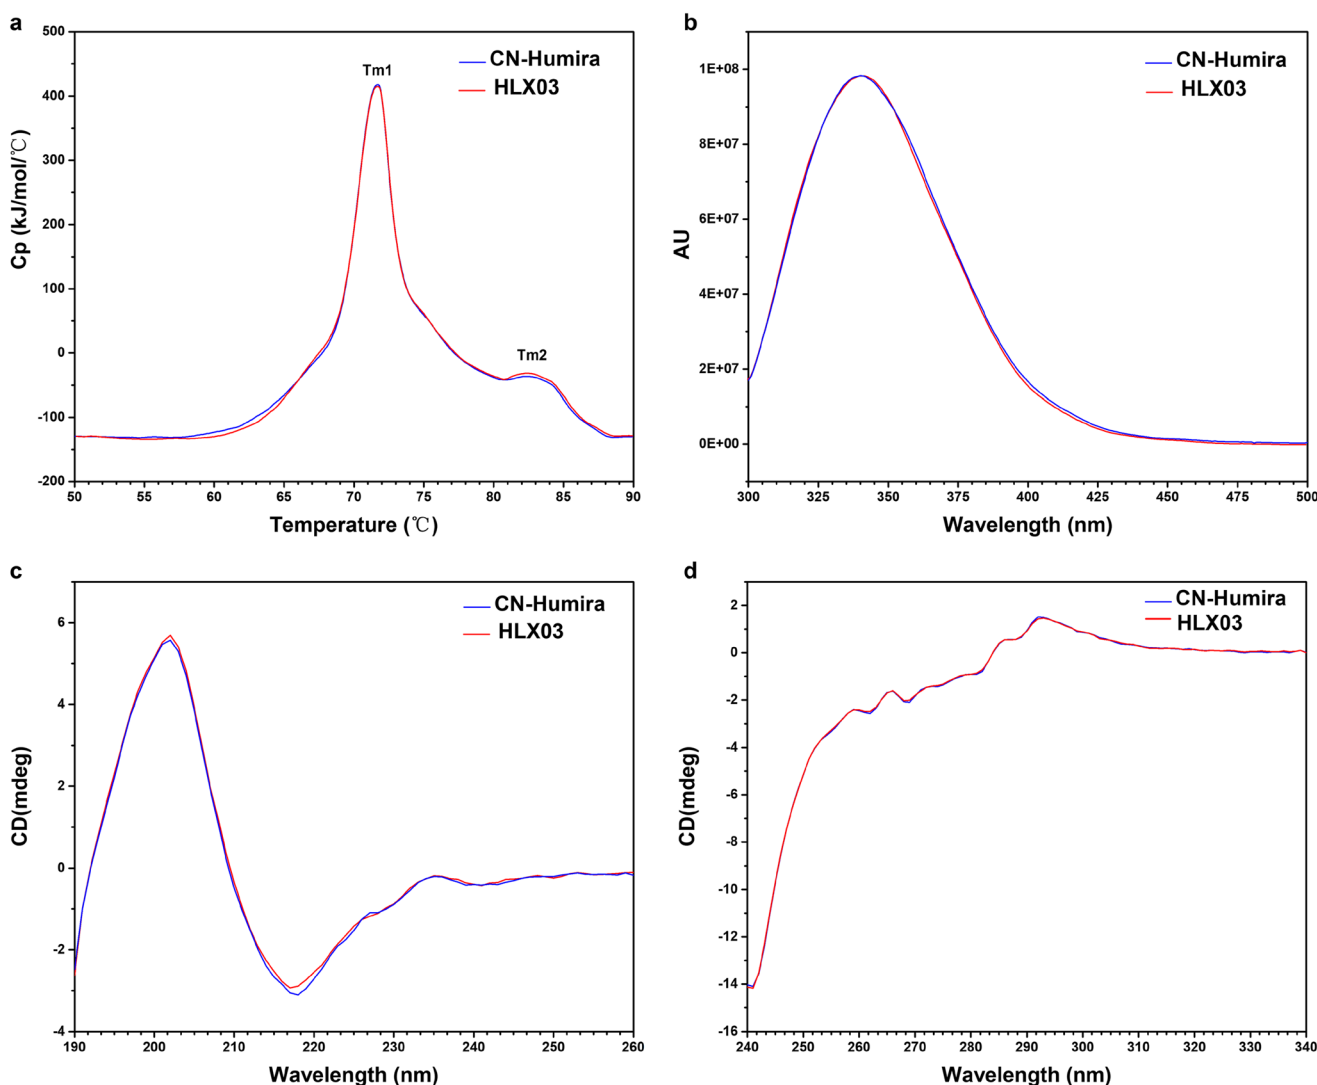 a
CN-Humira
HLX03
Tm1
Tm2
500
400
300
200
100
0
-100
-200
50 55 60 65 70 75 80 85 90
Cp (kJ/mol/℃)
Temperature (℃)
b
CN-Humira
HLX03
1E+08
8E+07
6E+07
4E+07
2E+07
0E+00
300 325 350 375 400 425 450 475 500
AU
Wavelength (nm)
c
CN-Humira
HLX03
6
4
2
0
-2
-4
190 200 210 220 230 240 250 260
CD(mdeg)
Wavelength (nm)
d
CN-Humira
HLX03
2
0
-2
-4
-6
-8
-10
-12
-14
-16
240 250 260 270 280 290 300 310 320 330 340
CD(mdeg)
Wavelength (nm)